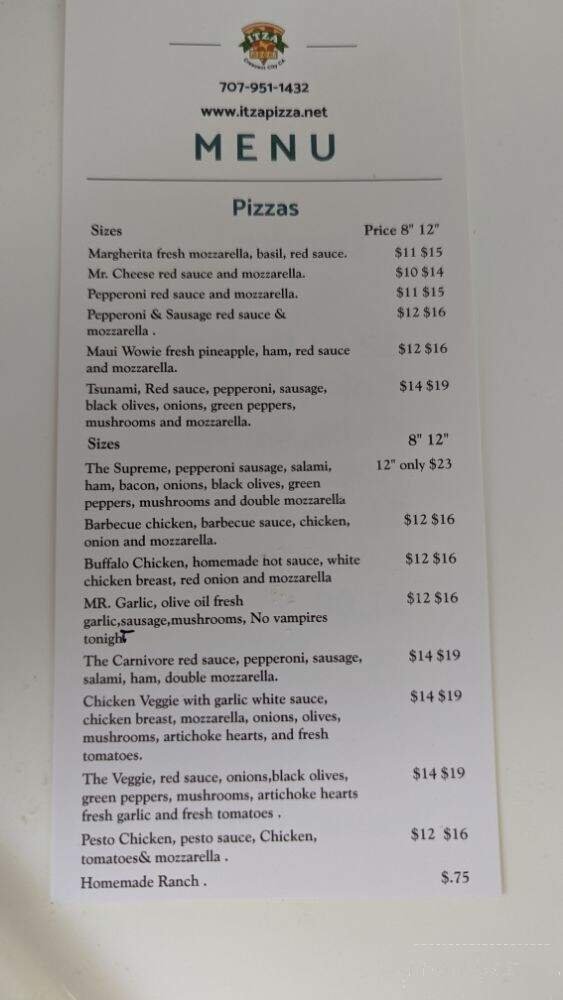 ITZA
PIZZA
Crescent City CA
707-951-1432
www.itzapizza.net
MENU
Pizzas
Sizes Price 8" 12"
Margherita fresh mozzarella, basil, red sauce. $11 $15
Mr. Cheese red sauce and mozzarella. $10 $14
Pepperoni red sauce and mozzarella. $11 $15
Pepperoni & Sausage red sauce & $12 $16
mozzarella .
Maui Wowie fresh pineapple, ham, red sauce $12 $16
and mozzarella.
Tsunami, Red sauce, pepperoni, sausage, $14 $19
black olives, onions, green peppers,
mushrooms and mozzarella.
Sizes 8" 12"
The Supreme, pepperoni sausage, salami, 12" only $23
ham, bacon, onions, black olives, green
peppers, mushrooms and double mozzarella
Barbecue chicken, barbecue sauce, chicken, $12 $16
onion and mozzarella.
Buffalo Chicken, homemade hot sauce, white $12 $16
chicken breast, red onion and mozzarella
MR. Garlic, olive oil fresh $12 $16
garlic,sausage,mushrooms, No vampires
tonight
The Carnivore red sauce, pepperoni, sausage, $14 $19
salami, ham, double mozzarella.
Chicken Veggie with garlic white sauce, $14 $19
chicken breast, mozzarella, onions, olives,
mushrooms, artichoke hearts, and fresh
tomatoes.
The Veggie, red sauce, onions,black olives, $14 $19
green peppers, mushrooms, artichoke hearts
fresh garlic and fresh tomatoes .
Pesto Chicken, pesto sauce, Chicken, $12 $16
tomatoes& mozzarella .
Homemade Ranch . $.75